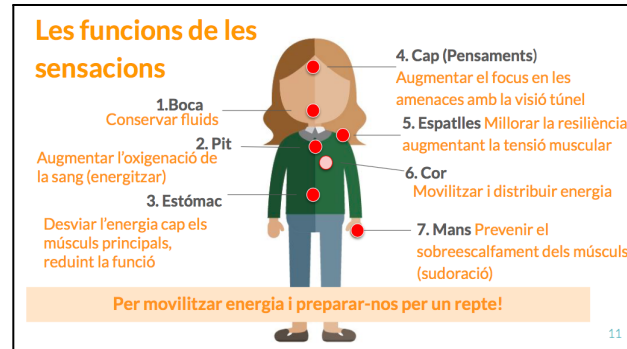 Les funcions de les
sensacions
1.Boca
Conservar fluids
2. Pit
Augmentar l'oxigenació de
la sang (energitzar)
3. Estómac
Desviar l'energia cap els
músculs principals,
reduint la funció
4. Cap (Pensaments)
Augmentar el focus en les
amenaces amb la visió túnel
5. Espatlles Millorar la resiliència
augmentant la tensió muscular
6. Cor
Movilitzar i distribuir energia
7. Mans Prevenir el
sobreescalfament dels músculs
(sudoració)
Per movilitzar energia i preparar-nos per un repte!
11